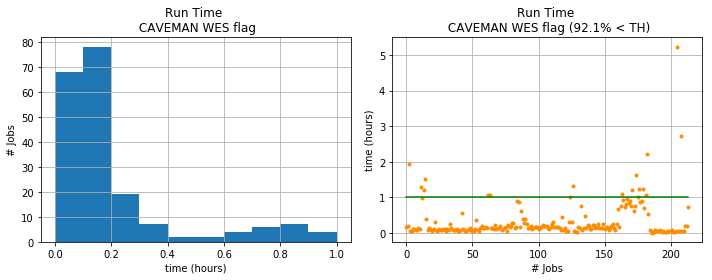 Run Time
CAVEMAN WES flag
# Jobs
80
70
60
50
40
30
20
10
0
0.0 0.2 0.4 0.6 0.8 1.0
time (hours)
Run Time
CAVEMAN WES flag (92.1% < TH)
time (hours)
5
4
3
2
1
0
0 50 100 150 200
# Jobs